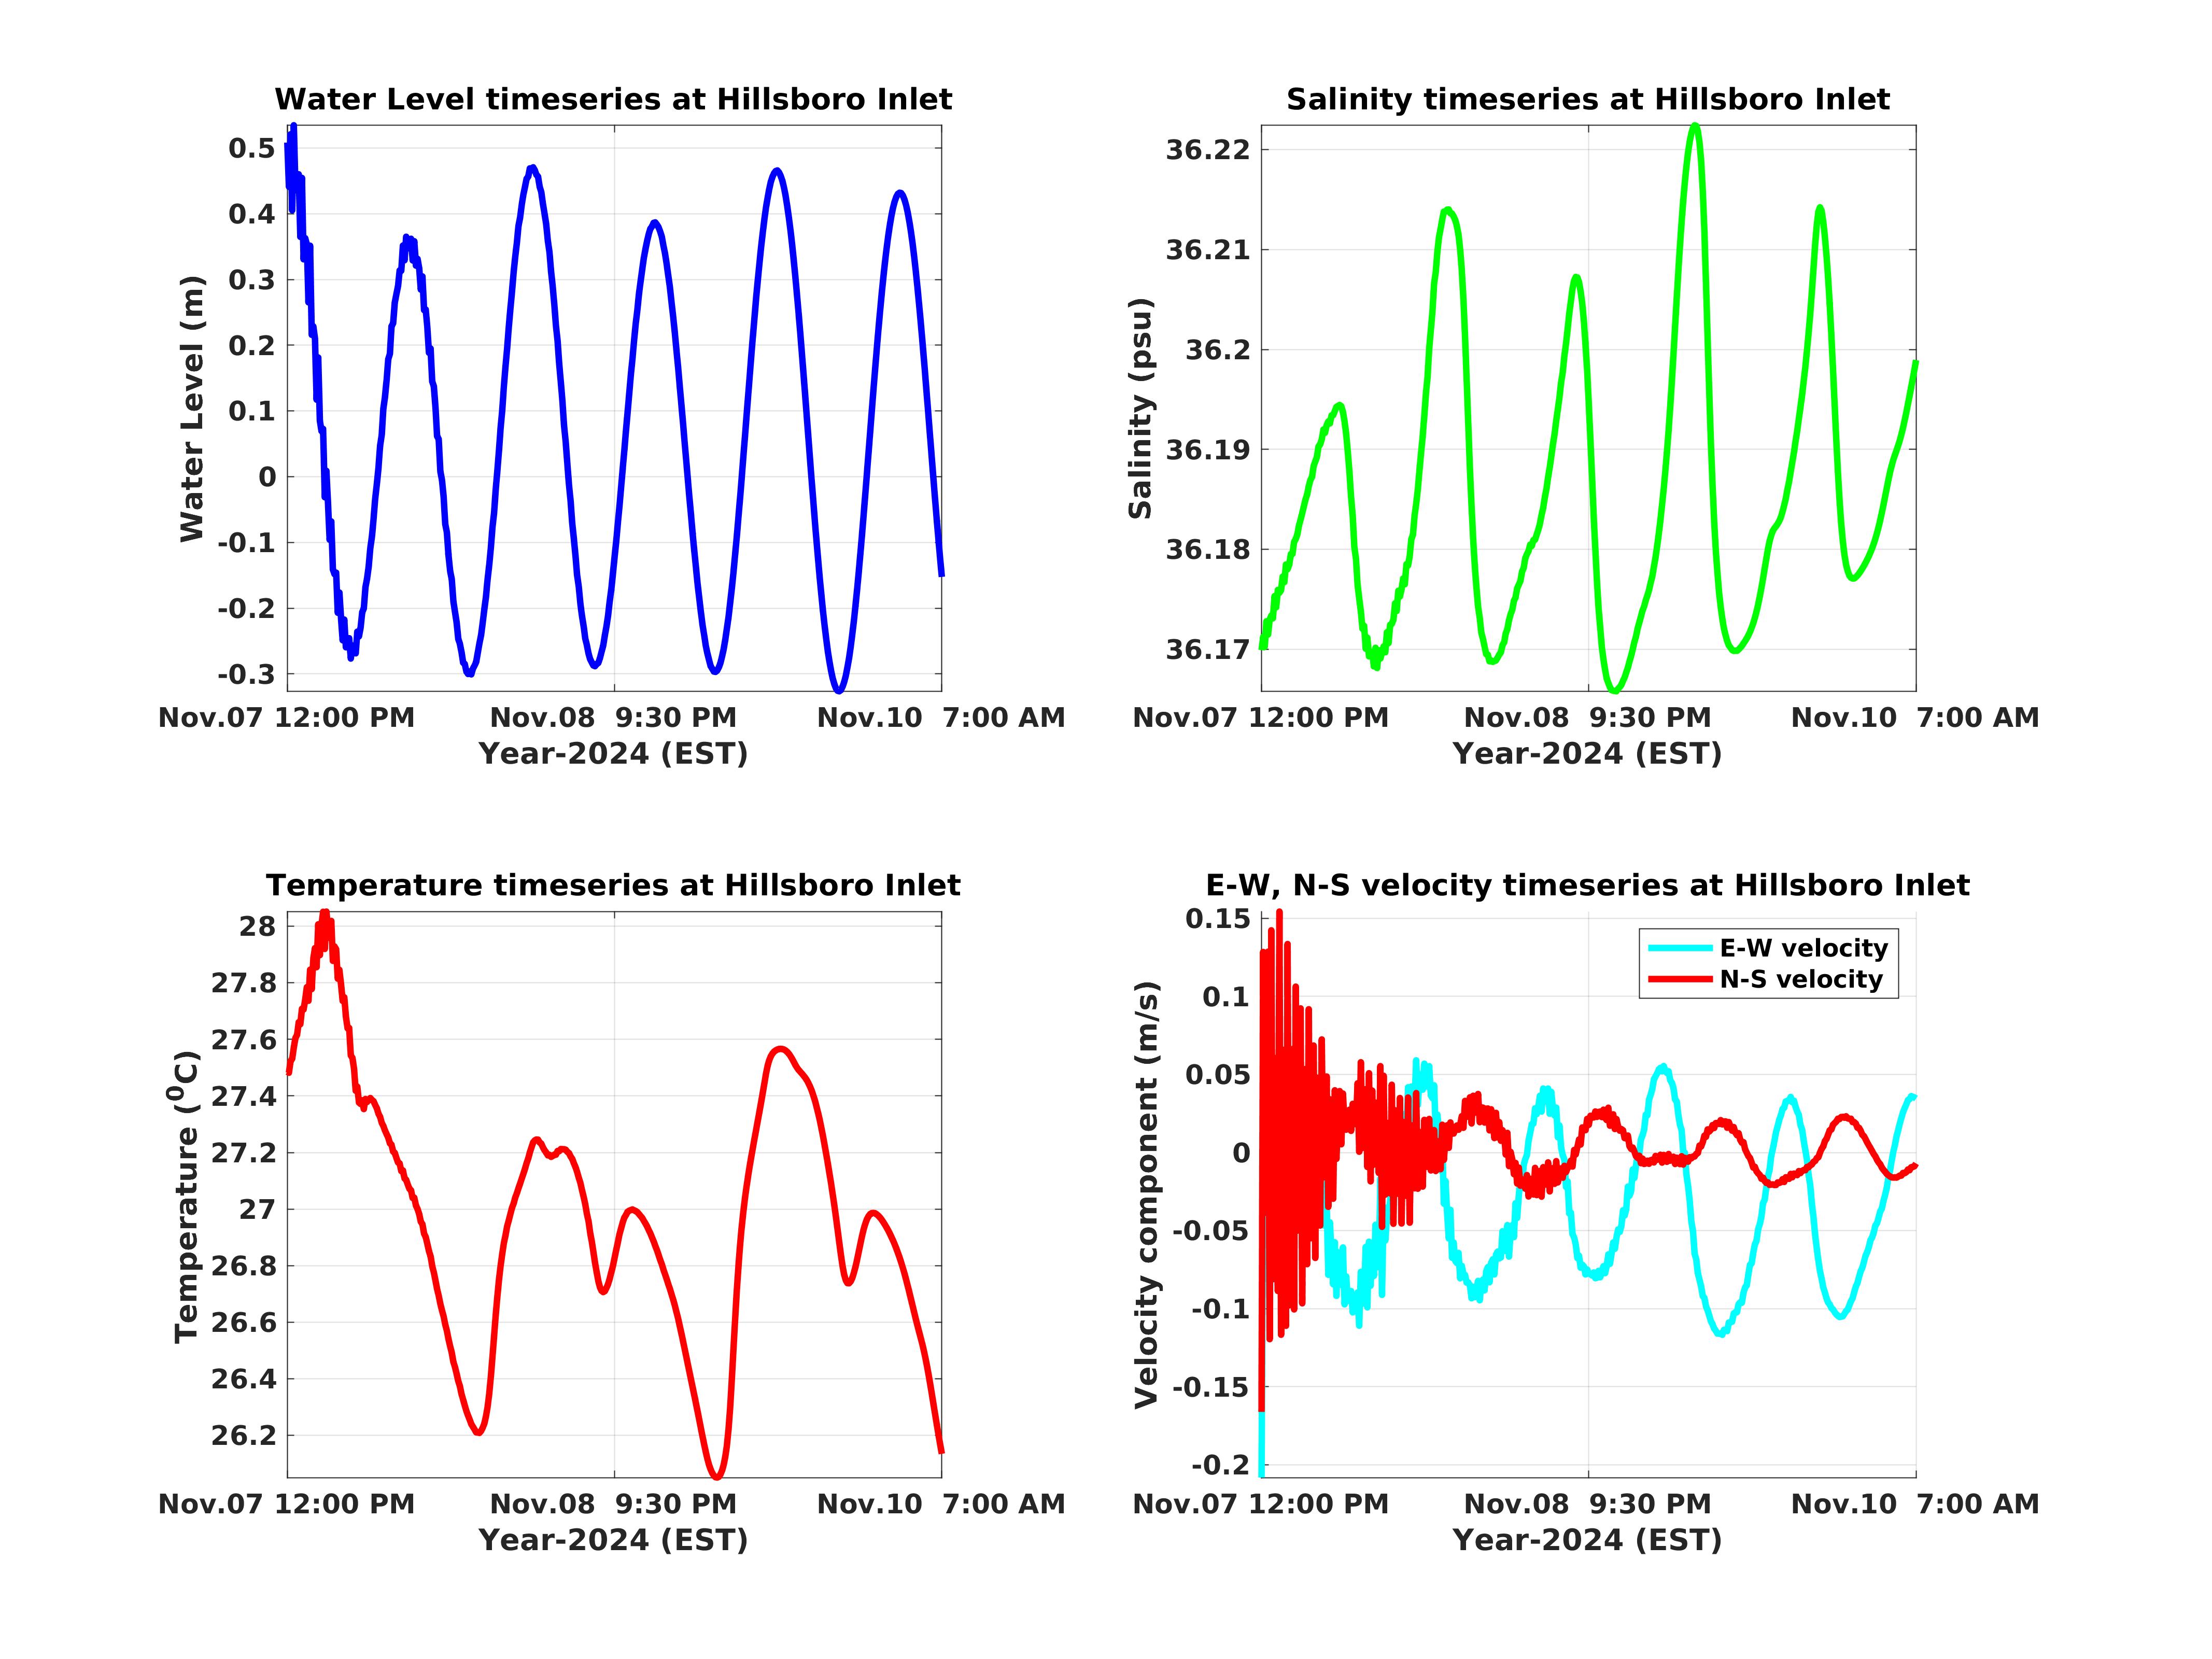 Water Level timeseries at Hillsboro Inlet
0.5
0.4
0.3
0.2
0.1
0
-0.1
-0.2
-0.3
Water Level (m)
Nov.07 12:00 PM
Nov.08 9:30 PM
Nov.10 7:00 AM
Year-2024 (EST)
Salinity timeseries at Hillsboro Inlet
36.22
36.21
36.2
36.19
36.18
36.17
Salinity (psu)
Nov.07 12:00 PM
Nov.08 9:30 PM
Nov.10 7:00 AM
Year-2024 (EST)
Temperature timeseries at Hillsboro Inlet
28
27.8
27.6
27.4
27.2
27
26.8
26.6
26.4
26.2
Temperature (⁰C)
Nov.07 12:00 PM
Nov.08 9:30 PM
Nov.10 7:00 AM
Year-2024 (EST)
E-W, N-S velocity timeseries at Hillsboro Inlet
0.15
0.1
0.05
0
-0.05
-0.1
-0.15
-0.2
Velocity component (m/s)
E-W velocity
N-S velocity
Nov.07 12:00 PM
Nov.08 9:30 PM
Nov.10 7:00 AM
Year-2024 (EST)